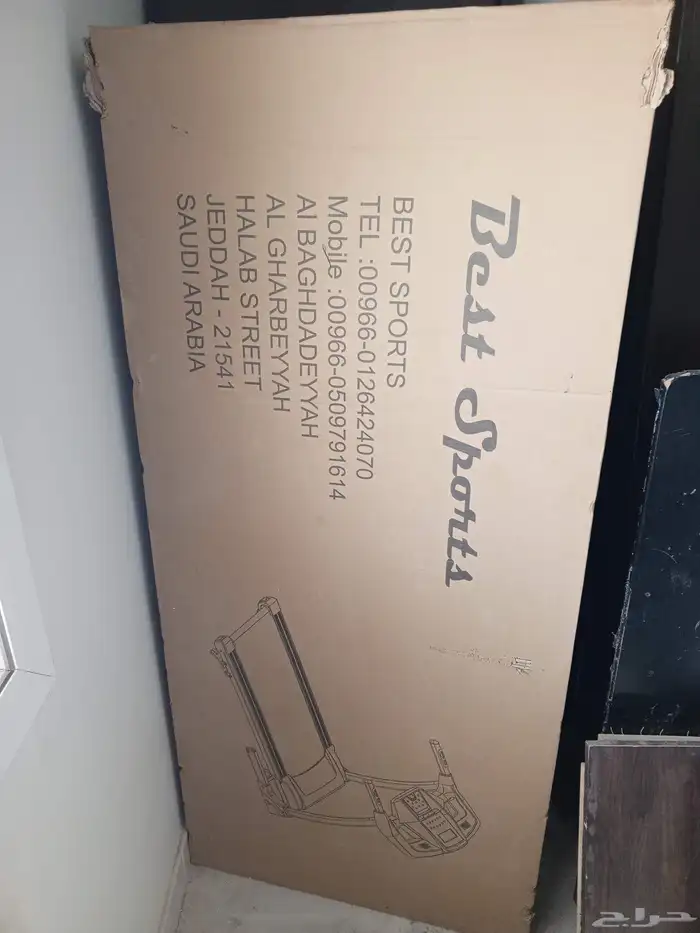 Best Sports
BEST SPORTS
TEL :00966-0126424070
Mobile :00966-0509791614
Al BAGHDADEYYAH
AL GHARBEYYAH
HALAB STREET
JEDDAH - 21541
SAUDI ARABIA
حراج